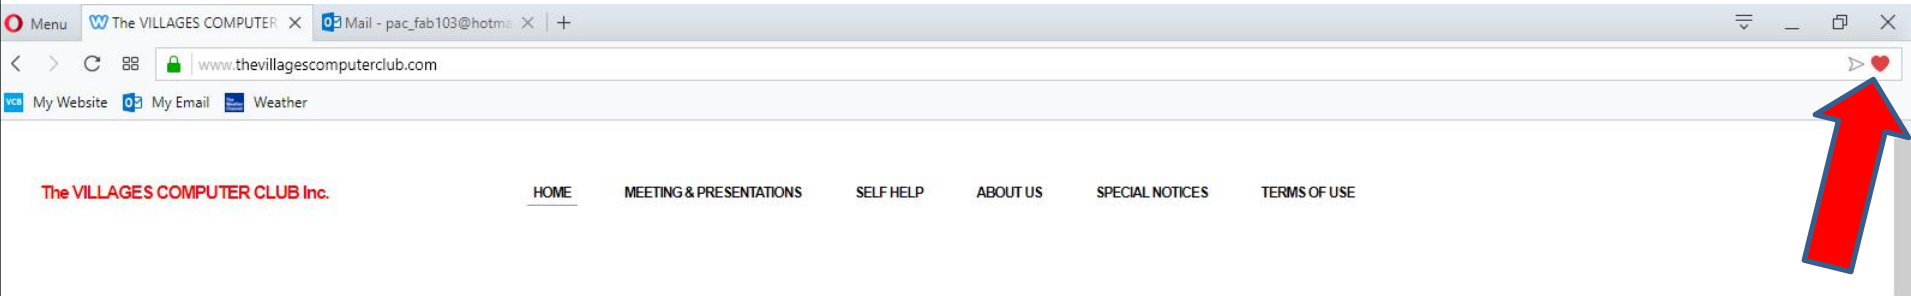 Menu The VILLAGES COMPUTER Mail - pac_fab103@hotma
www.thevillagescomputerclub.com
VCB My Website My Email Weather
The VILLAGES COMPUTER CLUB Inc. HOME MEETING & PRESENTATIONS SELF HELP ABOUT US SPECIAL NOTICES TERMS OF USE